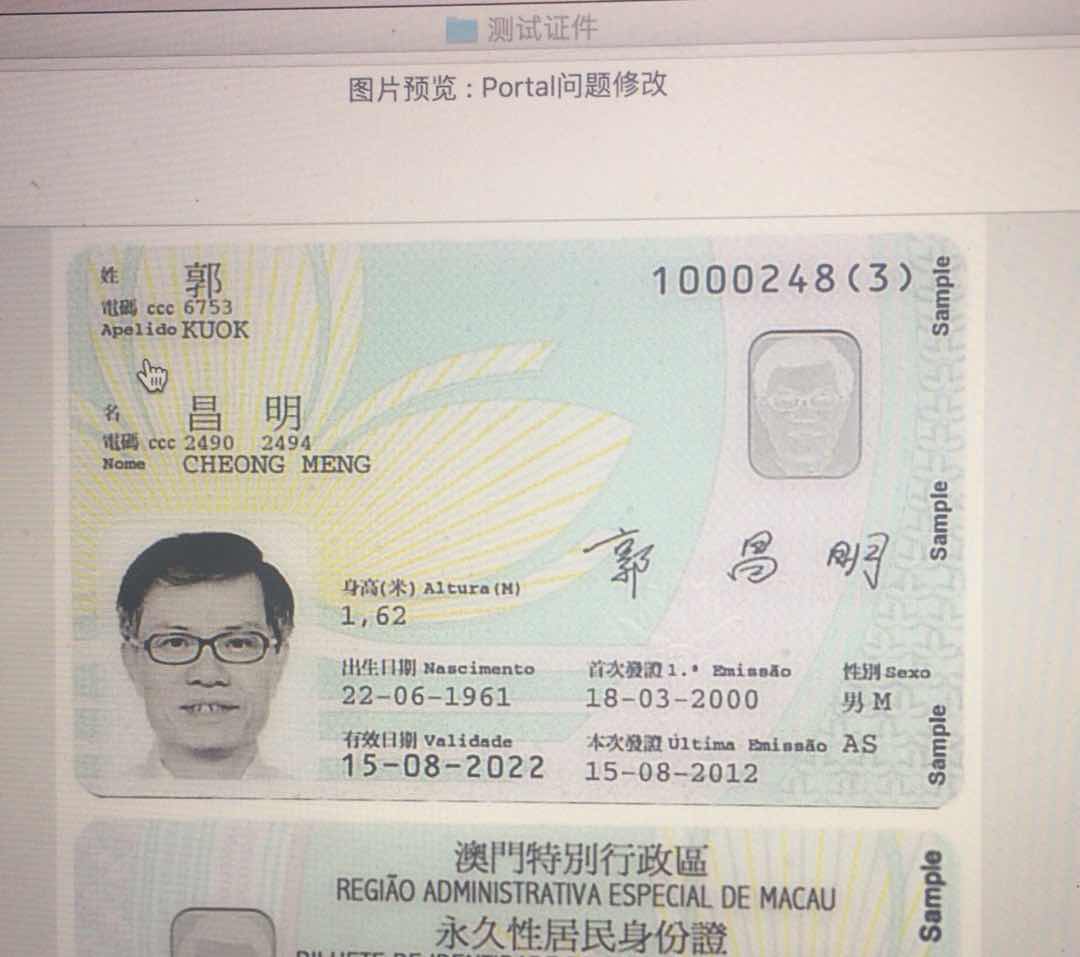 测试证件
图片预览：Portal问题修改
姓 郭
電碼 ccc 6753
Apelido KUOK
1000248(3)
Sample
名 昌 明
電碼 ccc 2490 2494
Nome CHEONG MENG
Sample
郭 昌 明
身高(米) Altura(M)
1,62
出生日期 Nascimento 首次發證 1.ª Emissão 性別 Sexo
22-06-1961 18-03-2000 男 M
有效日期 Validade 本次發證 Última Emissão AS
15-08-2022 15-08-2012
Sample
澳門特別行政區
REGIÃO ADMINISTRATIVA ESPECIAL DE MACAU
永久性居民身份證
Sample